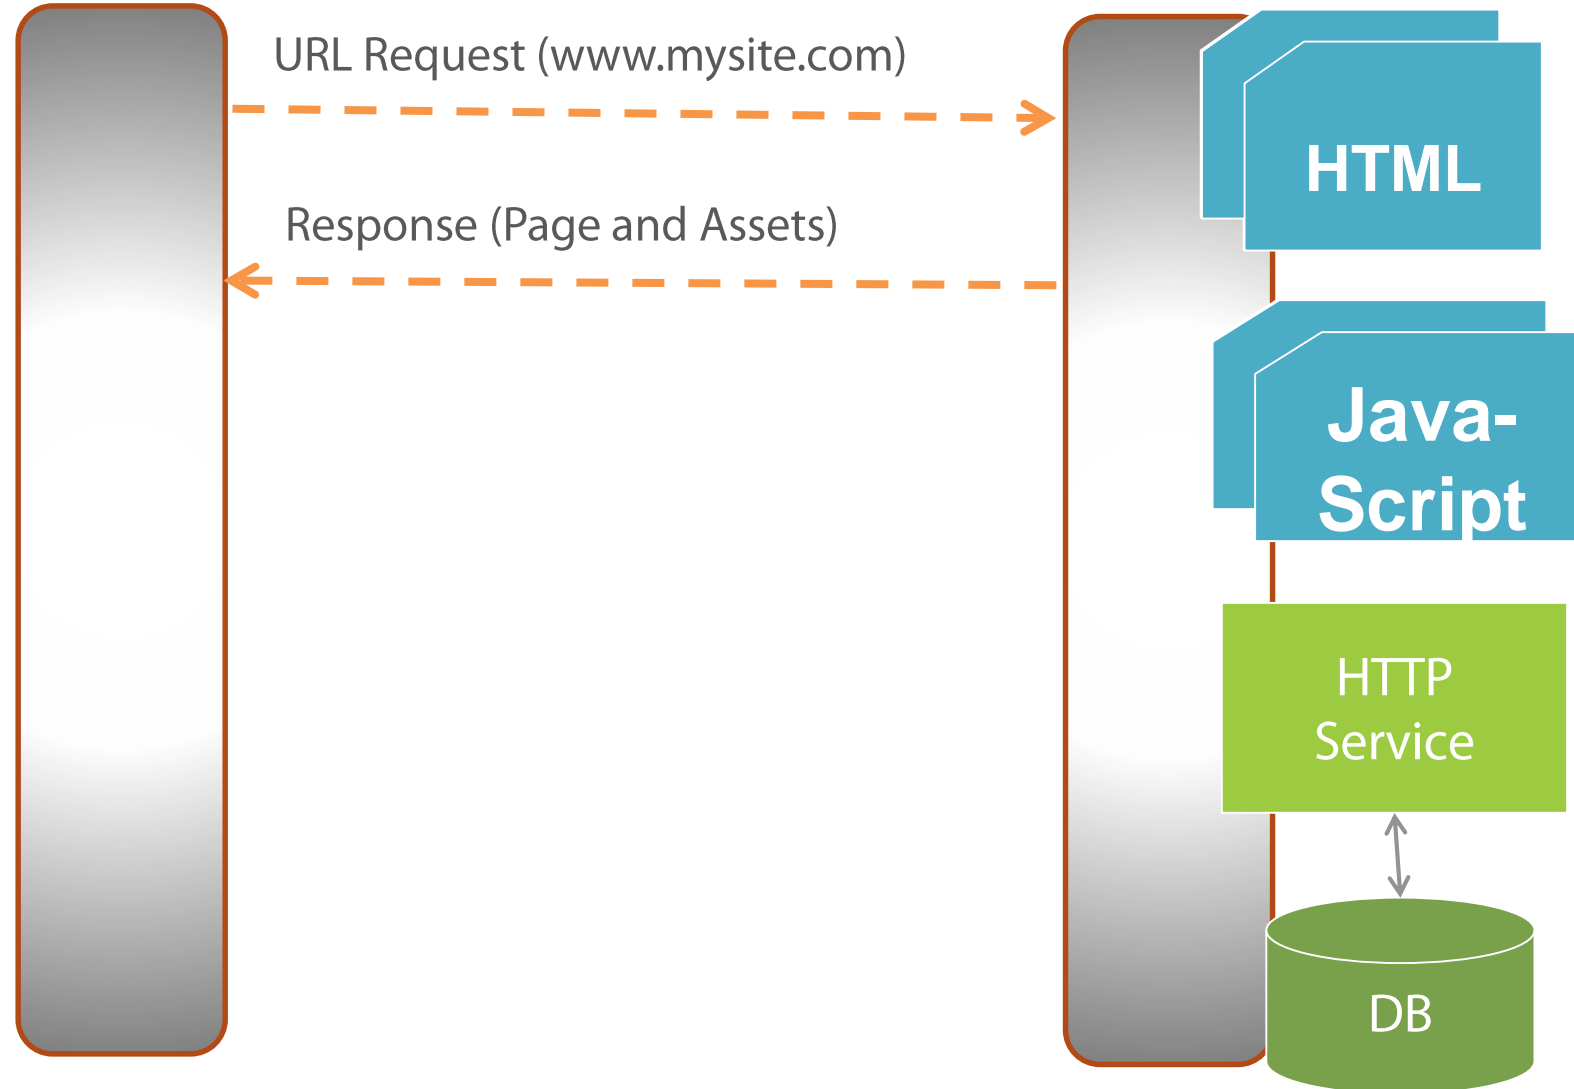 URL Request (www.mysite.com)
Response (Page and Assets)
HTML
Java-
Script
HTTP
Service
DB